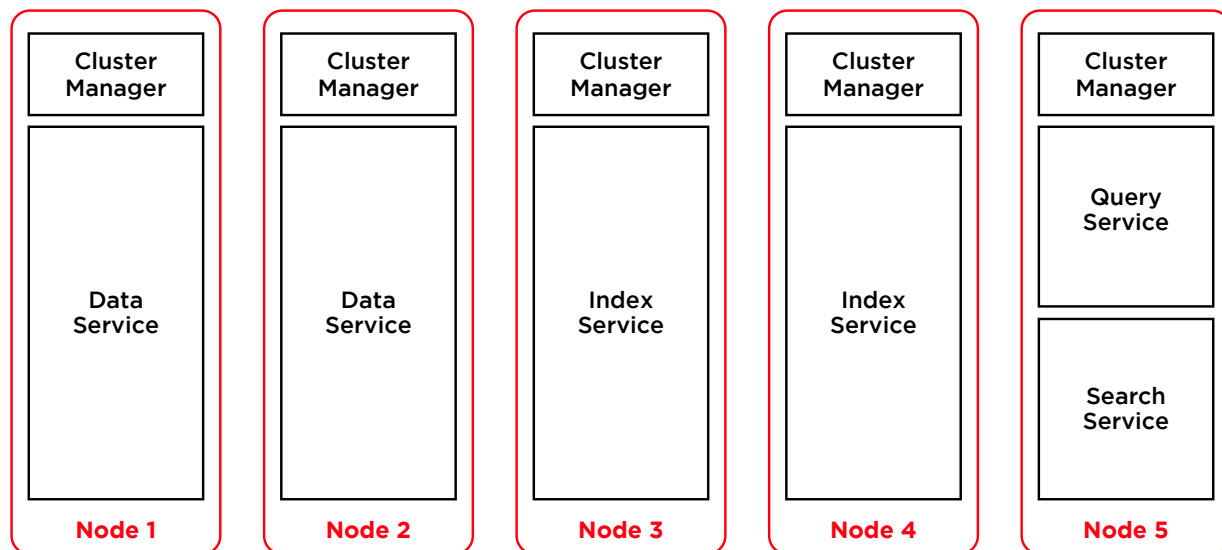 Cluster
Manager
Data
Service
Node 1
Cluster
Manager
Data
Service
Node 2
Cluster
Manager
Index
Service
Node 3
Cluster
Manager
Index
Service
Node 4
Cluster
Manager
Query
Service
Search
Service
Node 5